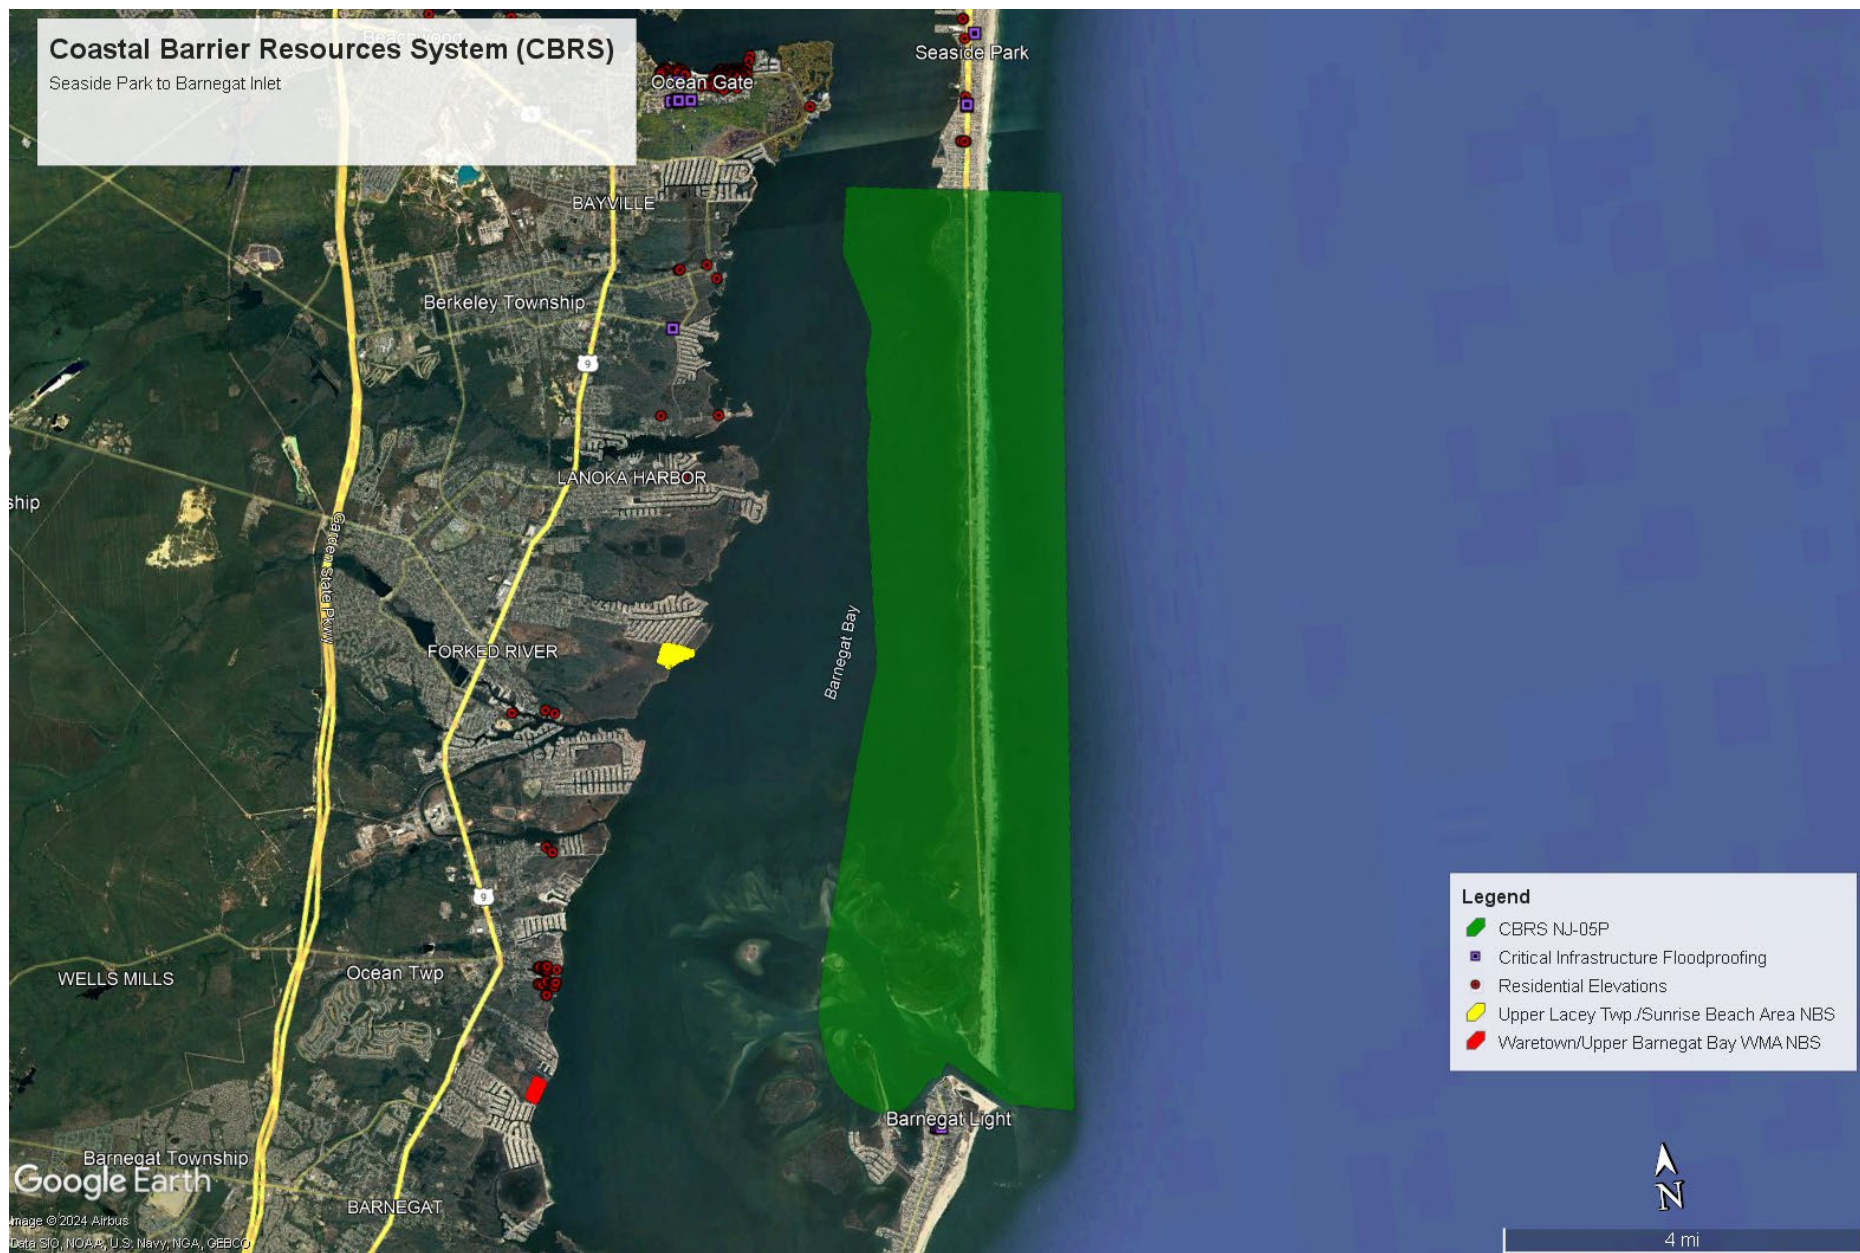 Coastal Barrier Resources System (CBRS)
Seaside Park to Barnegat Inlet
Beachwood
Seaside Park
Ocean Gate
9
BAYVILLE
Berkeley Township
9
LANOKA HARBOR
ship
Garden State Pkwy
Barnegat Bay
FORKED RIVER
9
Legend
CBRS NJ-05P
Critical Infrastructure Floodproofing
Residential Elevations
Upper Lacey Twp./Sunrise Beach Area NBS
Waretown/Upper Barnegat Bay WMA NBS
WELLS MILLS
Ocean Twp
Barnegat Light
Barnegat Township
Google Earth
BARNEGAT
Image © 2024 Airbus
Data SIO, NOAA, U.S. Navy, NGA, GEBCO
N
4 mi